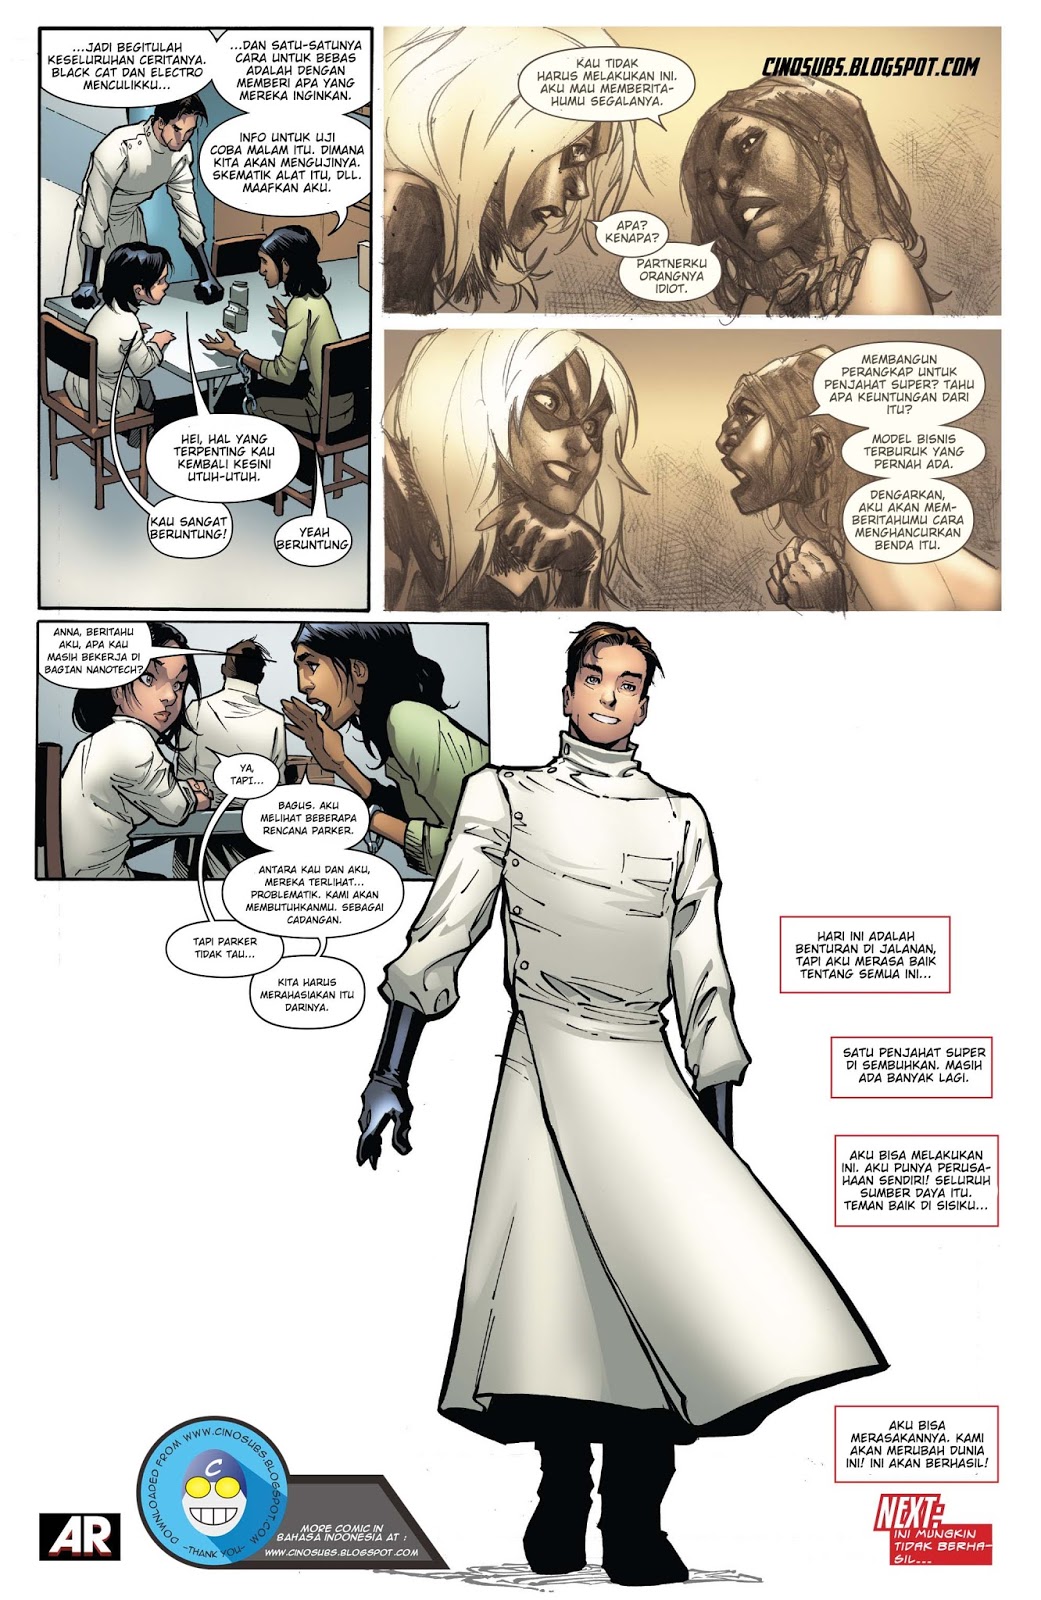 ...JADI BEGITULAH
KESELURUHAN CERITANYA.
BLACK CAT DAN ELECTRO
MENCULIKKU...
...DAN SATU-SATUNYA
CARA UNTUK BEBAS
ADALAH DENGAN
MEMBERI APA YANG
MEREKA INGINKAN.
INFO UNTUK UJI
COBA MALAM ITU. DIMANA
KITA AKAN MENGUJINYA.
SKEMATIK ALAT ITU, DLL.
MAAFKAN AKU.
HEI, HAL YANG
TERPENTING KAU
KEMBALI KESINI
UTUH-UTUH.
KAU SANGAT
BERUNTUNG!
YEAH
BERUNTUNG
CINOSUBS.BLOGSPOT.COM
KAU TIDAK
HARUS MELAKUKAN INI.
AKU MAU MEMBERITA-
HUMU SEGALANYA.
APA?
KENAPA?
PARTNERKU
ORANGNYA
IDIOT.
MEMBANGUN
PERANGKAP UNTUK
PENJAHAT SUPER? TAHU
APA KEUNTUNGAN DARI
ITU?
MODEL BISNIS
TERBURUK YANG
PERNAH ADA.
DENGARKAN,
AKU AKAN MEM-
BERITAHUMU CARA
MENGHANCURKAN
BENDA ITU.
ANNA, BERITAHU
AKU, APA KAU
MASIH BEKERJA DI
BAGIAN NANOTECH?
YA,
TAPI...
BAGUS. AKU
MELIHAT BEBERAPA
RENCANA PARKER.
ANTARA KAU DAN AKU,
MEREKA TERLIHAT...
PROBLEMATIK. KAMI AKAN
MEMBUTUHKANMU. SEBAGAI
CADANGAN.
TAPI PARKER
TIDAK TAU...
KITA HARUS
MERAHASIAKAN ITU
DARINYA.
HARI INI ADALAH
BENTURAN DI JALANAN,
TAPI AKU MERASA BAIK
TENTANG SEMUA INI...
SATU PENJAHAT SUPER
DI SEMBUHKAN. MASIH
ADA BANYAK LAGI.
AKU BISA MELAKUKAN
INI. AKU PUNYA PERUSA-
HAAN SENDIRI! SELURUH
SUMBER DAYA ITU.
TEMAN BAIK DI SISIKU...
AKU BISA
MERASAKANNYA. KAMI
AKAN MERUBAH DUNIA
INI! INI AKAN BERHASIL!
NEXT:
INI MUNGKIN
TIDAK BERHA-
SIL...
AR
DOWNLOADED FROM WWW.CINOSUBS.BLOGSPOT.COM
C
-THANK YOU-
MORE COMIC IN
BAHASA INDONESIA AT :
WWW.CINOSUBS.BLOGSPOT.COM